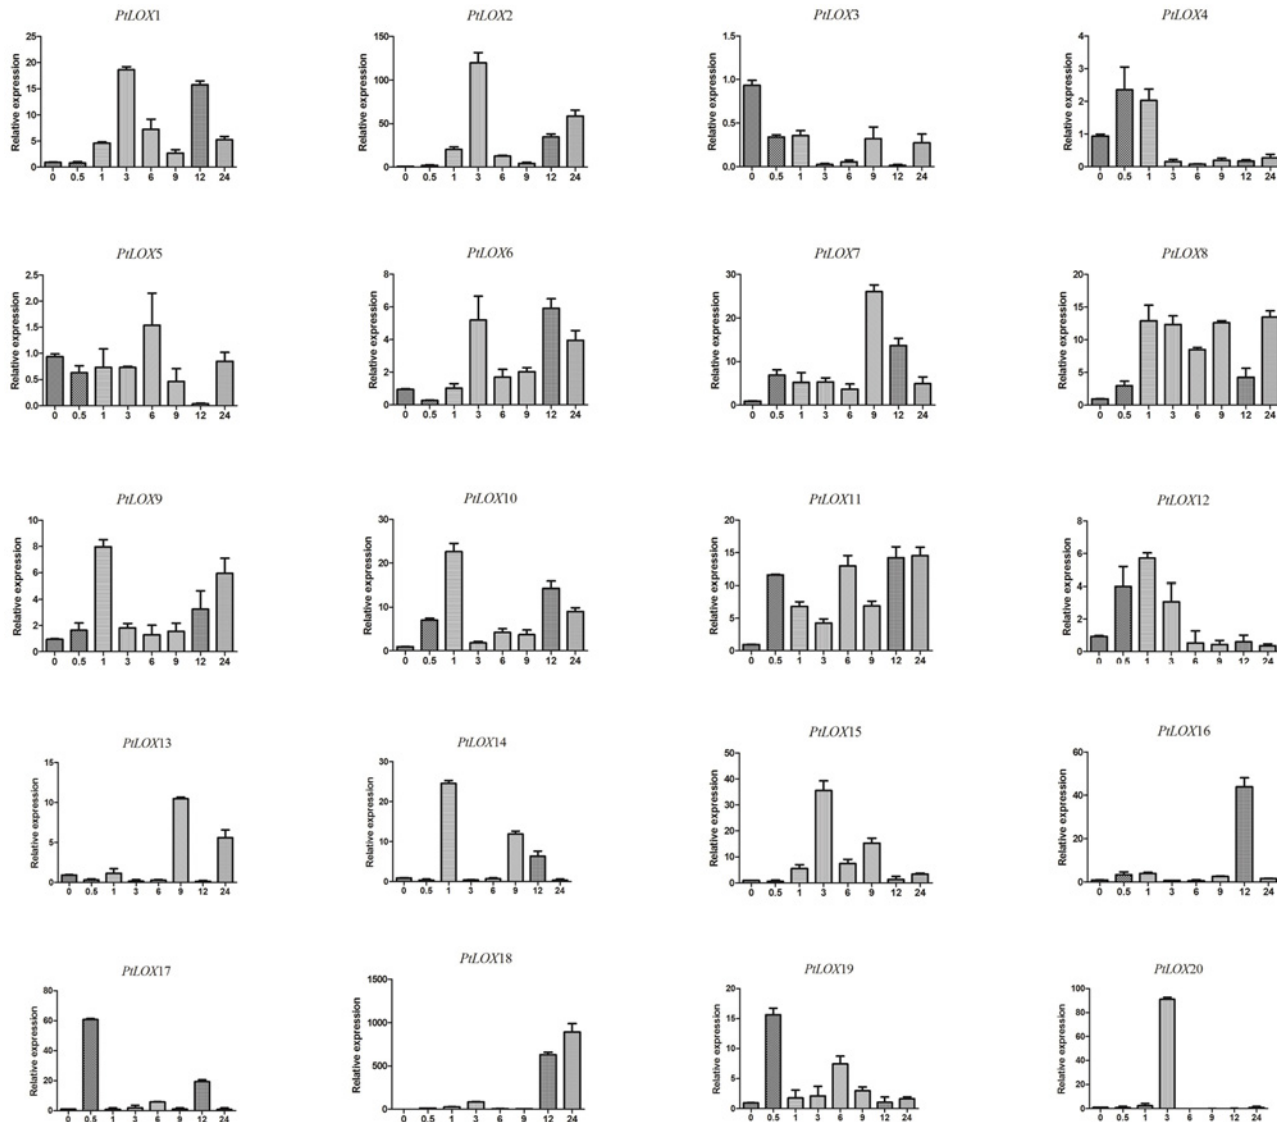 PtLOX1 PtLOX2 PtLOX3 PtLOX4
Relative expression Relative expression Relative expression Relative expression
25 20 15 10 5 0
150 100 50 0
1.5 1.0 0.5 0.0
4 3 2 1 0
0 0.5 1 3 6 9 12 24
0 0.5 1 3 6 9 12 24
0 0.5 1 3 6 9 12 24
0 0.5 1 3 6 9 12 24
PtLOX5 PtLOX6 PtLOX7 PtLOX8
Relative expression Relative expression Relative expression Relative expression
2.5 2.0 1.5 1.0 0.5 0.0
8 6 4 2 0
30 20 10 0
20 15 10 5 0
0 0.5 1 3 6 9 12 24
0 0.5 1 3 6 9 12 24
0 0.5 1 3 6 9 12 24
0 0.5 1 3 6 9 12 24
PtLOX9 PtLOX10 PtLOX11 PtLOX12
Relative expression Relative expression Relative expression Relative expression
10 8 6 4 2 0
30 20 10 0
20 15 10 5 0
8 6 4 2 0
0 0.5 1 3 6 9 12 24
0 0.5 1 3 6 9 12 24
0 0.5 1 3 6 9 12 24
0 0.5 1 3 6 9 12 24
PtLOX13 PtLOX14 PtLOX15 PtLOX16
Relative expression Relative expression Relative expression Relative expression
15 10 5 0
30 20 10 0
50 40 30 20 10 0
60 40 20 0
0 0.5 1 3 6 9 12 24
0 0.5 1 3 6 9 12 24
0 0.5 1 3 6 9 12 24
0 0.5 1 3 6 9 12 24
PtLOX17 PtLOX18 PtLOX19 PtLOX20
Relative expression Relative expression Relative expression Relative expression
80 60 40 20 0
1500 1000 500 0
20 15 10 5 0
100 80 60 40 20 0
0 0.5 1 3 6 9 12 24
0 0.5 1 3 6 9 12 24
0 0.5 1 3 6 9 12 24
0 0.5 1 3 6 9 12 24